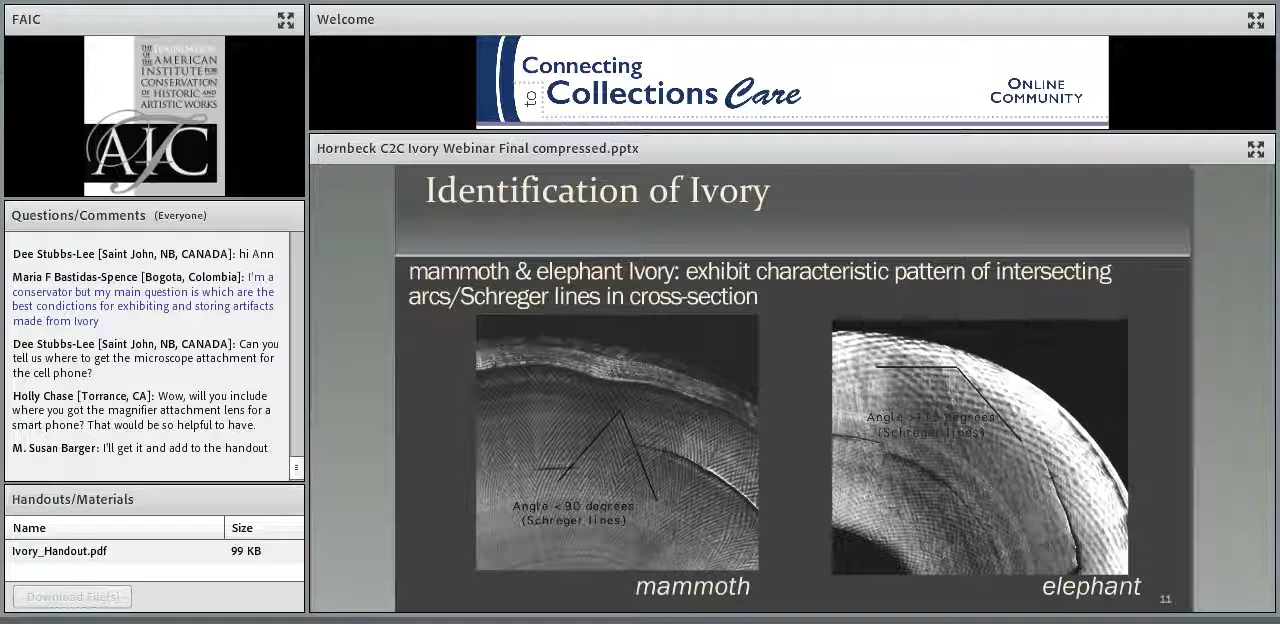 FAIC
THE FOUNDATION
OF THE AMERICAN
INSTITUTE FOR
CONSERVATION
OF HISTORIC AND
ARTISTIC WORKS
AIC
Questions/Comments (Everyone)
Dee Stubbs-Lee [Saint John, NB, CANADA]: hi Ann
Maria F Bastidas-Spence [Bogota, Colombia]: I'm a
conservator but my main question is which are the
best condictions for exhibiting and storing artifacts
made from Ivory
Dee Stubbs-Lee [Saint John, NB, CANADA]: Can you
tell us where to get the microscope attachment for
the cell phone?
Holly Chase [Torrance, CA]: Wow, will you include
where you got the magnifier attachment lens for a
smart phone? That would be so helpful to have.
M. Susan Barger: I'll get it and add to the handout
Handouts/Materials
Name Size
Ivory_Handout.pdf 99 KB
Download File(s)
Welcome
Connecting
to Collections Care
ONLINE
COMMUNITY
Hornbeck C2C Ivory Webinar Final compressed.pptx
Identification of Ivory
mammoth & elephant Ivory: exhibit characteristic pattern of intersecting
arcs/Schreger lines in cross-section
Angle <90 degrees
(Schreger lines)
mammoth
Angle >115 degrees
(Schreger lines)
elephant
11